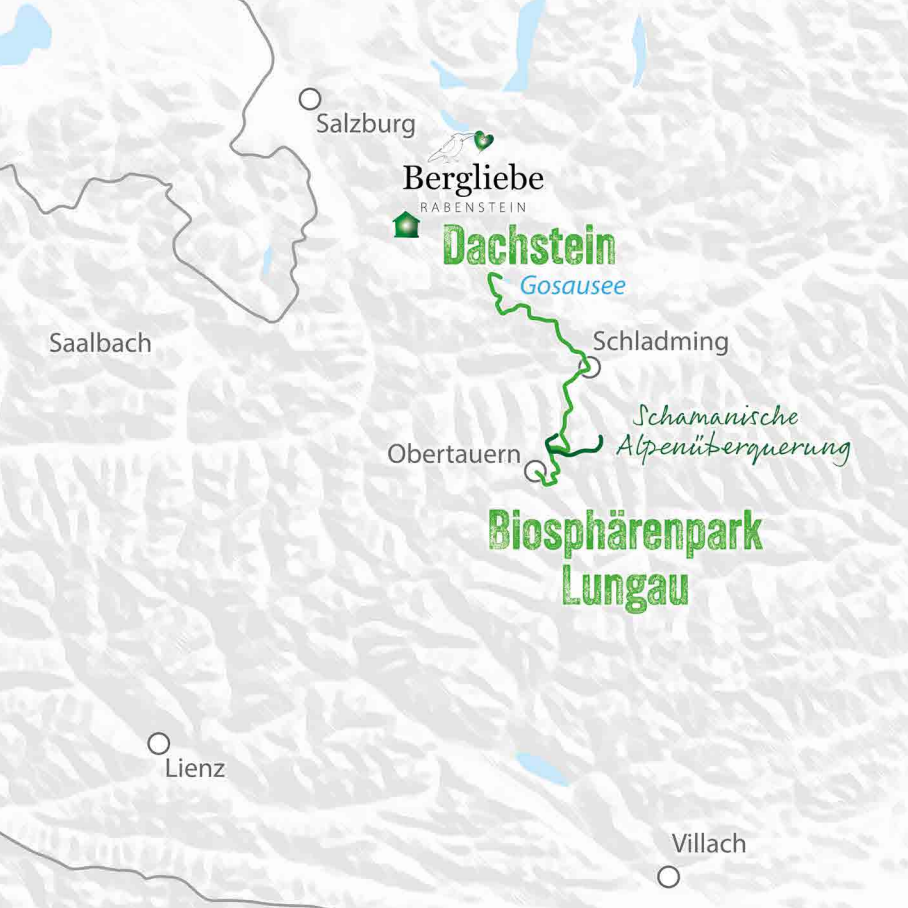 Salzburg
Bergliebe
RABENSTEIN
Dachstein
Gosausee
Saalbach
Schladming
Schamanische
Alpenüberquerung
Obertauern
Biosphärenpark
Lungau
Lienz
Villach